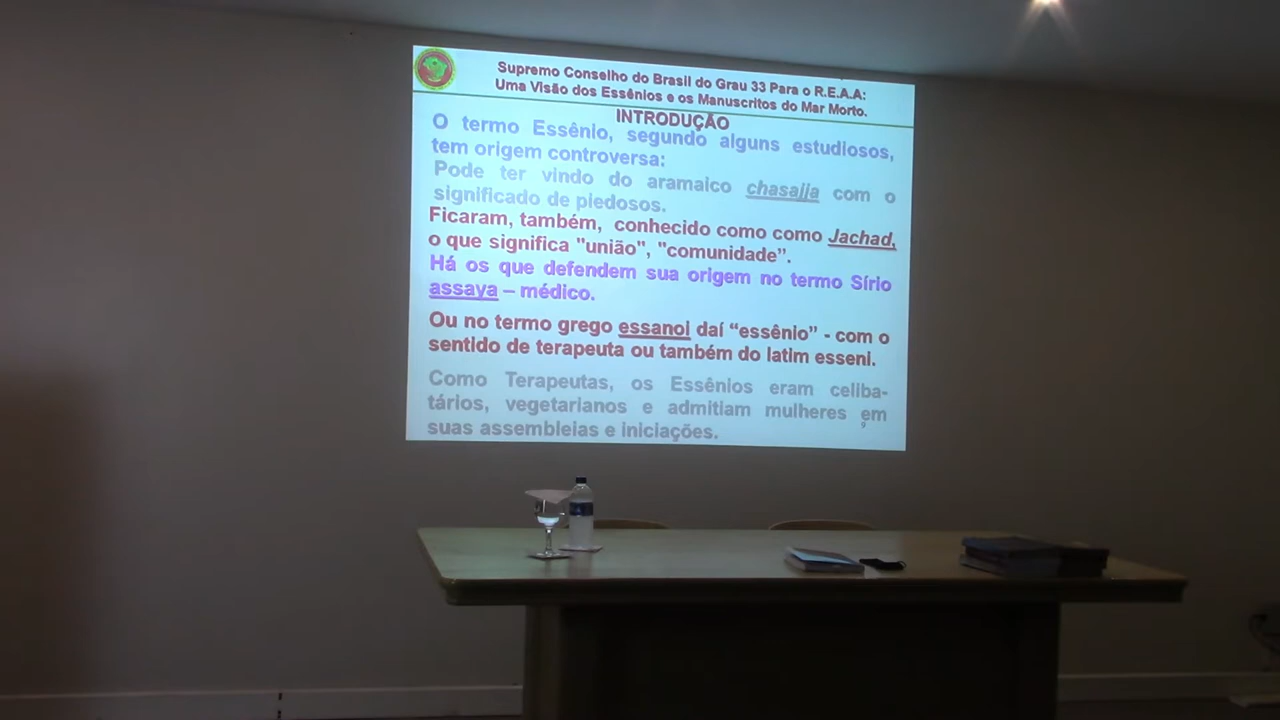 Supremo Conselho do Brasil do Grau 33 Para o R.E.A.A:
Uma Visão dos Essênios e os Manuscritos do Mar Morto.
INTRODUÇÃO
O termo Essênio, segundo alguns estudiosos,
tem origem controversa:
Pode ter vindo do aramaico chasajja com o
significado de piedosos.
Ficaram, também, conhecido como como Jachad,
o que significa "união", "comunidade”.
Há os que defendem sua origem no termo Sírio
assaya – médico.
Ou no termo grego essanoi daí “essênio” - com o
sentido de terapeuta ou também do latim esseni.
Como Terapeutas, os Essênios eram celiba-
tários, vegetarianos e admitiam mulheres em
suas assembleias e iniciações.
9